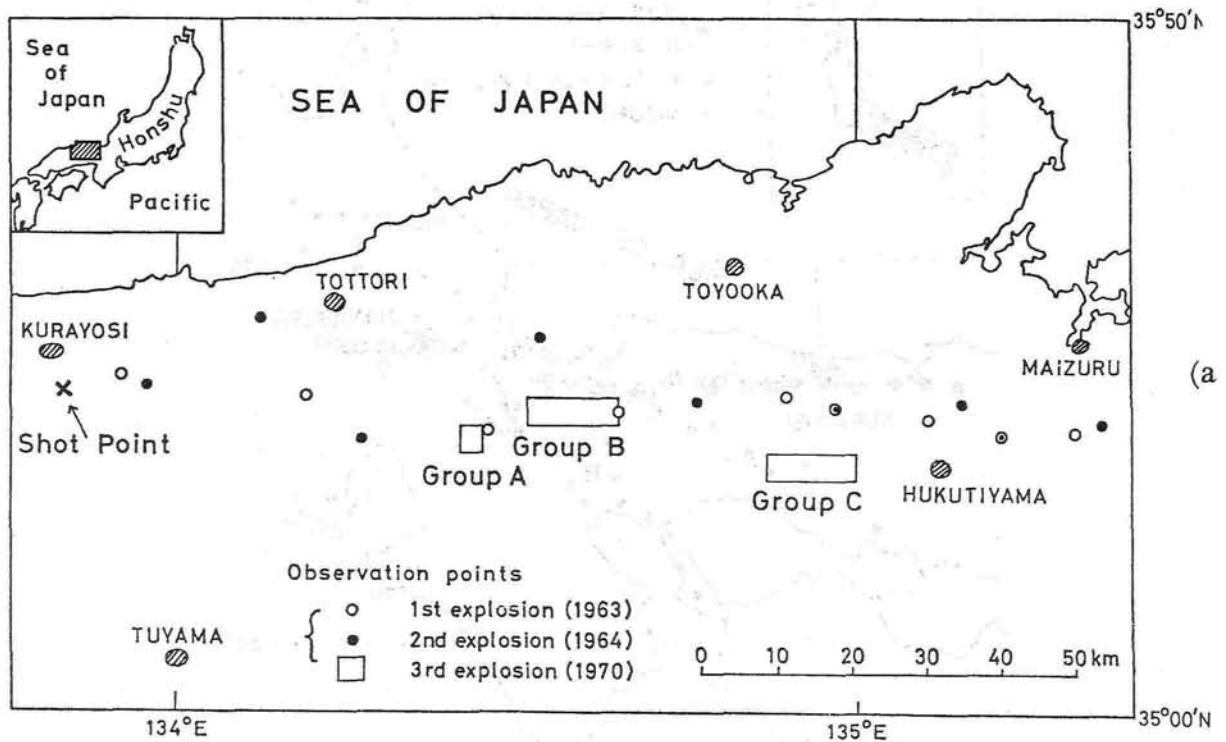 35°50'N
Sea
of
Japan
Honshu
Pacific
SEA OF JAPAN
TOTTORI
TOYOOKA
KURAYOSI
MAIZURU
(a
Shot Point
Group A
Group B
Group C
HUKUTIYAMA
Observation points
1st explosion (1963)
2nd explosion (1964)
3rd explosion (1970)
TUYAMA
0 10 20 30 40 50 km
134°E
135°E
35°00'N